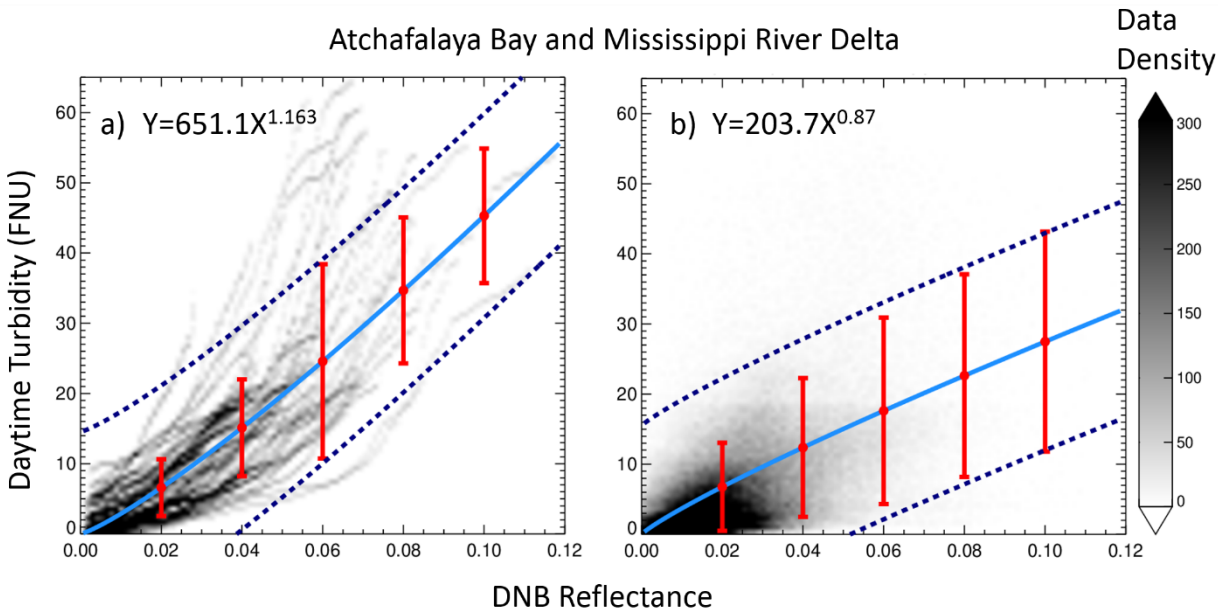 Atchafalaya Bay and Mississippi River Delta
Data
Density
a) Y=651.1X^1.163
b) Y=203.7X^0.87
Daytime Turbidity (FNU)
60
50
40
30
20
10
0
0.00 0.02 0.04 0.06 0.08 0.10 0.12
60
50
40
30
20
10
0
0.00 0.02 0.04 0.06 0.08 0.10 0.12
300
250
200
150
100
50
0
DNB Reflectance